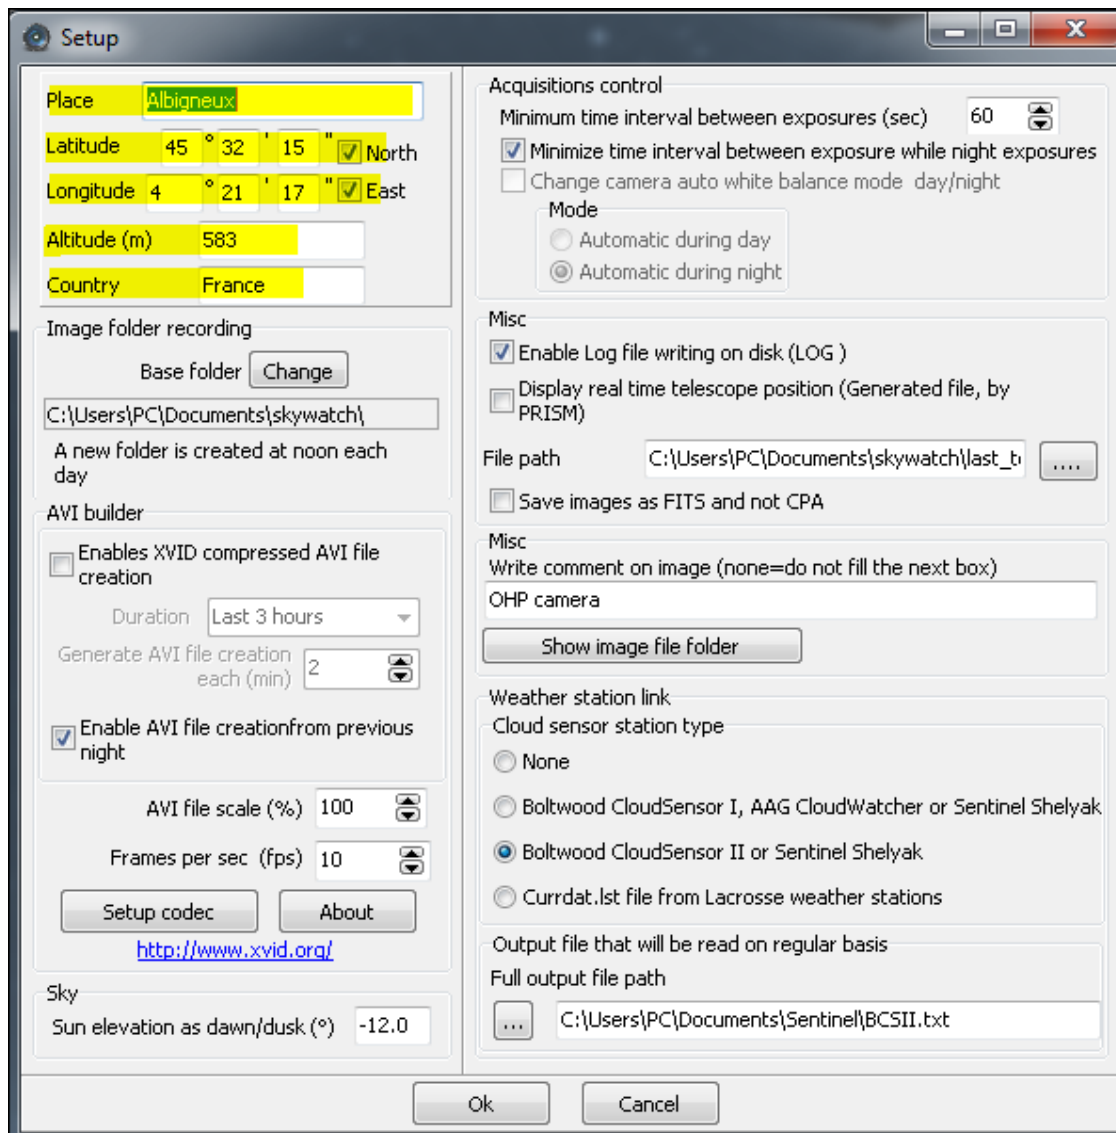 Setup
Place Albigneux
Latitude 45 ° 32 ' 15 " North
Longitude 4 ° 21 ' 17 " East
Altitude (m) 583
Country France
Image folder recording
Base folder Change
C:\Users\PC\Documents\skywatch\
A new folder is created at noon each
day
AVI builder
Enables XVID compressed AVI file
creation
Duration Last 3 hours
Generate AVI file creation
each (min) 2
Enable AVI file creationfrom previous
night
AVI file scale (%) 100
Frames per sec (fps) 10
Setup codec About
http://www.xvid.org/
Sky
Sun elevation as dawn/dusk (°) -12.0
Acquisitions control
Minimum time interval between exposures (sec) 60
Minimize time interval between exposure while night exposures
Change camera auto white balance mode day/night
Mode
Automatic during day
Automatic during night
Misc
Enable Log file writing on disk (LOG )
Display real time telescope position (Generated file, by
PRISM)
File path C:\Users\PC\Documents\skywatch\last_t ....
Save images as FITS and not CPA
Misc
Write comment on image (none=do not fill the next box)
OHP camera
Show image file folder
Weather station link
Cloud sensor station type
None
Boltwood CloudSensor I, AAG CloudWatcher or Sentinel Shelyak
Boltwood CloudSensor II or Sentinel Shelyak
Currdat.lst file from Lacrosse weather stations
Output file that will be read on regular basis
Full output file path
... C:\Users\PC\Documents\Sentinel\BCSII.txt
Ok Cancel